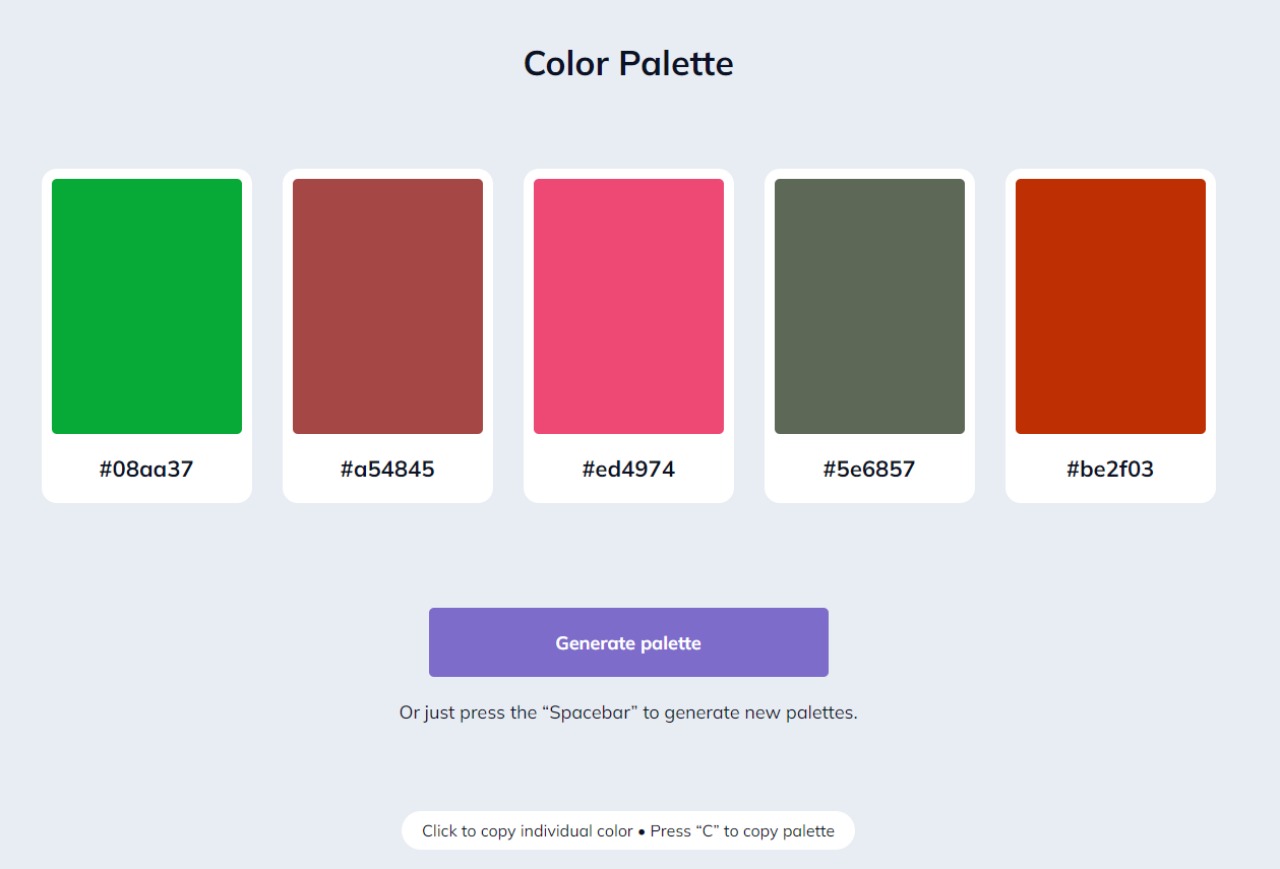 Color Palette
#08aa37
#a54845
#ed4974
#5e6857
#be2f03
Generate palette
Or just press the “Spacebar” to generate new palettes.
Click to copy individual color • Press “C” to copy palette